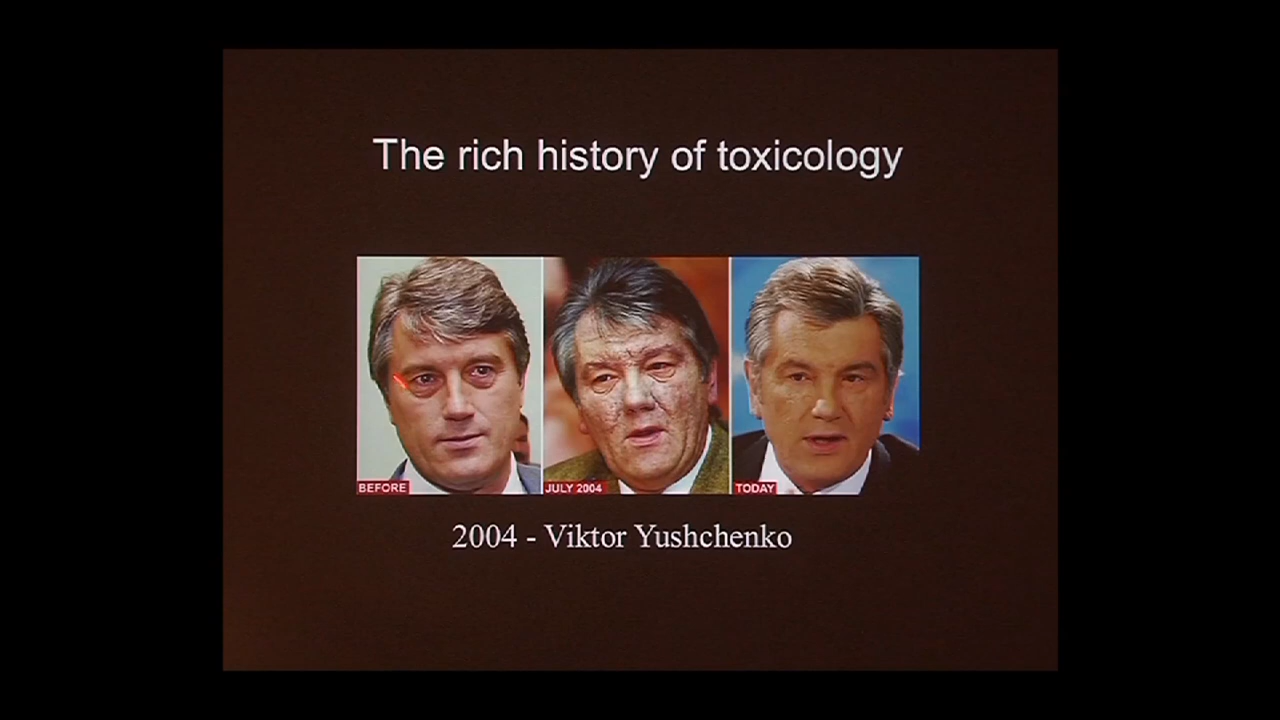 The rich history of toxicology
BEFORE
JULY 2004
TODAY
2004 - Viktor Yushchenko